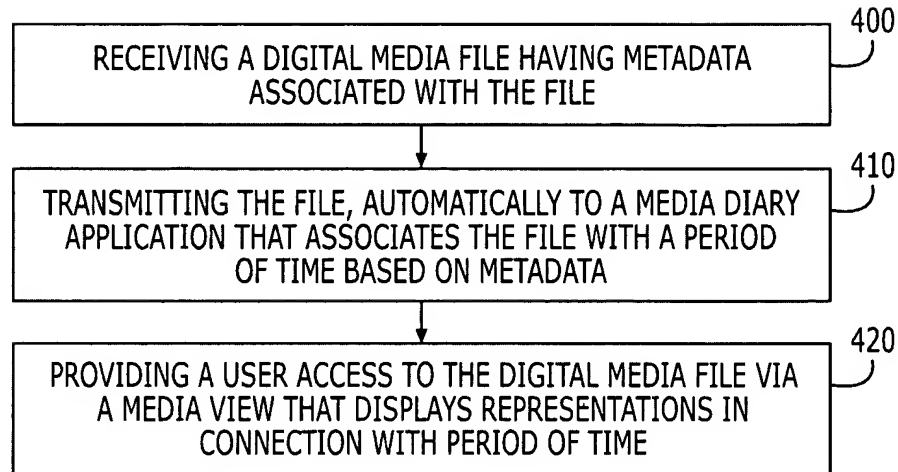 400
RECEIVING A DIGITAL MEDIA FILE HAVING METADATA
ASSOCIATED WITH THE FILE
410
TRANSMITTING THE FILE, AUTOMATICALLY TO A MEDIA DIARY
APPLICATION THAT ASSOCIATES THE FILE WITH A PERIOD
OF TIME BASED ON METADATA
420
PROVIDING A USER ACCESS TO THE DIGITAL MEDIA FILE VIA
A MEDIA VIEW THAT DISPLAYS REPRESENTATIONS IN
CONNECTION WITH PERIOD OF TIME